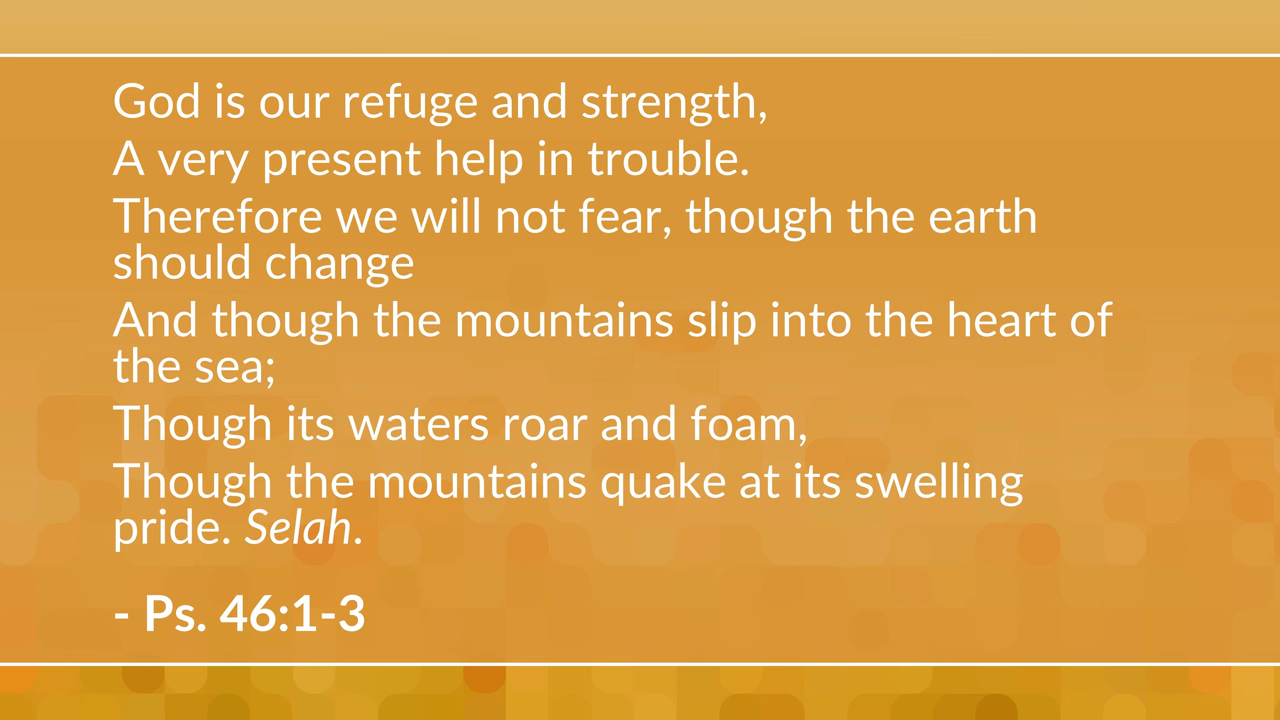 God is our refuge and strength,
A very present help in trouble.
Therefore we will not fear, though the earth
should change
And though the mountains slip into the heart of
the sea;
Though its waters roar and foam,
Though the mountains quake at its swelling
pride. Selah.
- Ps. 46:1-3